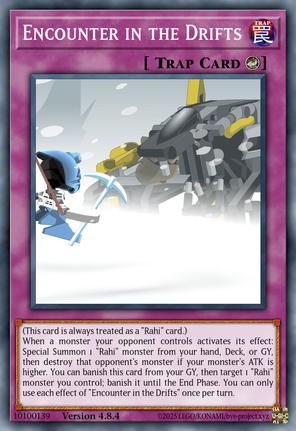 ENCOUNTER IN THE DRIFTS
TRAP
罠
[ TRAP CARD ]
(This card is always treated as a "Rahi" card.)
When a monster your opponent controls activates its effect:
Special Summon 1 "Rahi" monster from your hand, Deck, or GY,
then destroy that opponent's monster if your monster's ATK
is higher. You can banish this card from your GY, then target 1 "Rahi"
monster you control; banish it until the End Phase. You can only
use each effect of "Encounter in the Drifts" once per turn.
10100139
Version 4.8.4
©2025 LEGO/KONAMI/bye-project.xyz